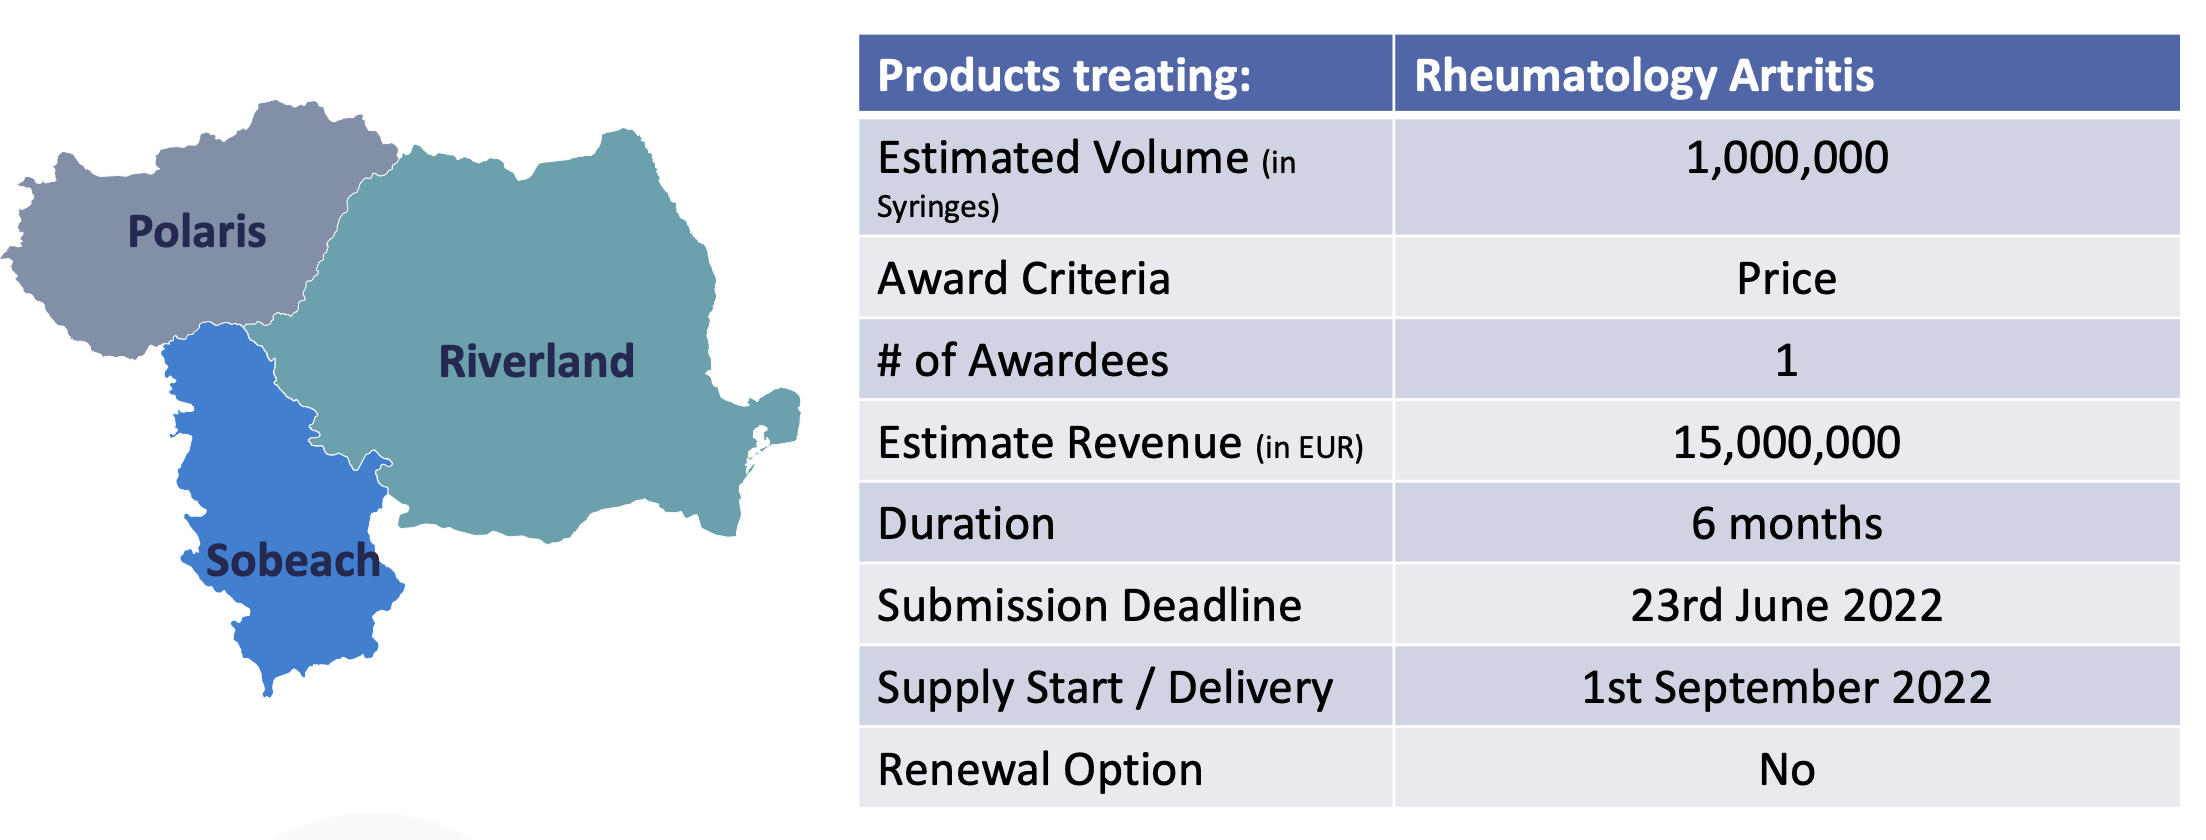 Polaris
Riverland
Sobeach
Products treating: Rheumatology Artritis
Estimated Volume (in 1,000,000
Syringes)
Award Criteria Price
# of Awardees 1
Estimate Revenue (in EUR) 15,000,000
Duration 6 months
Submission Deadline 23rd June 2022
Supply Start / Delivery 1st September 2022
Renewal Option No